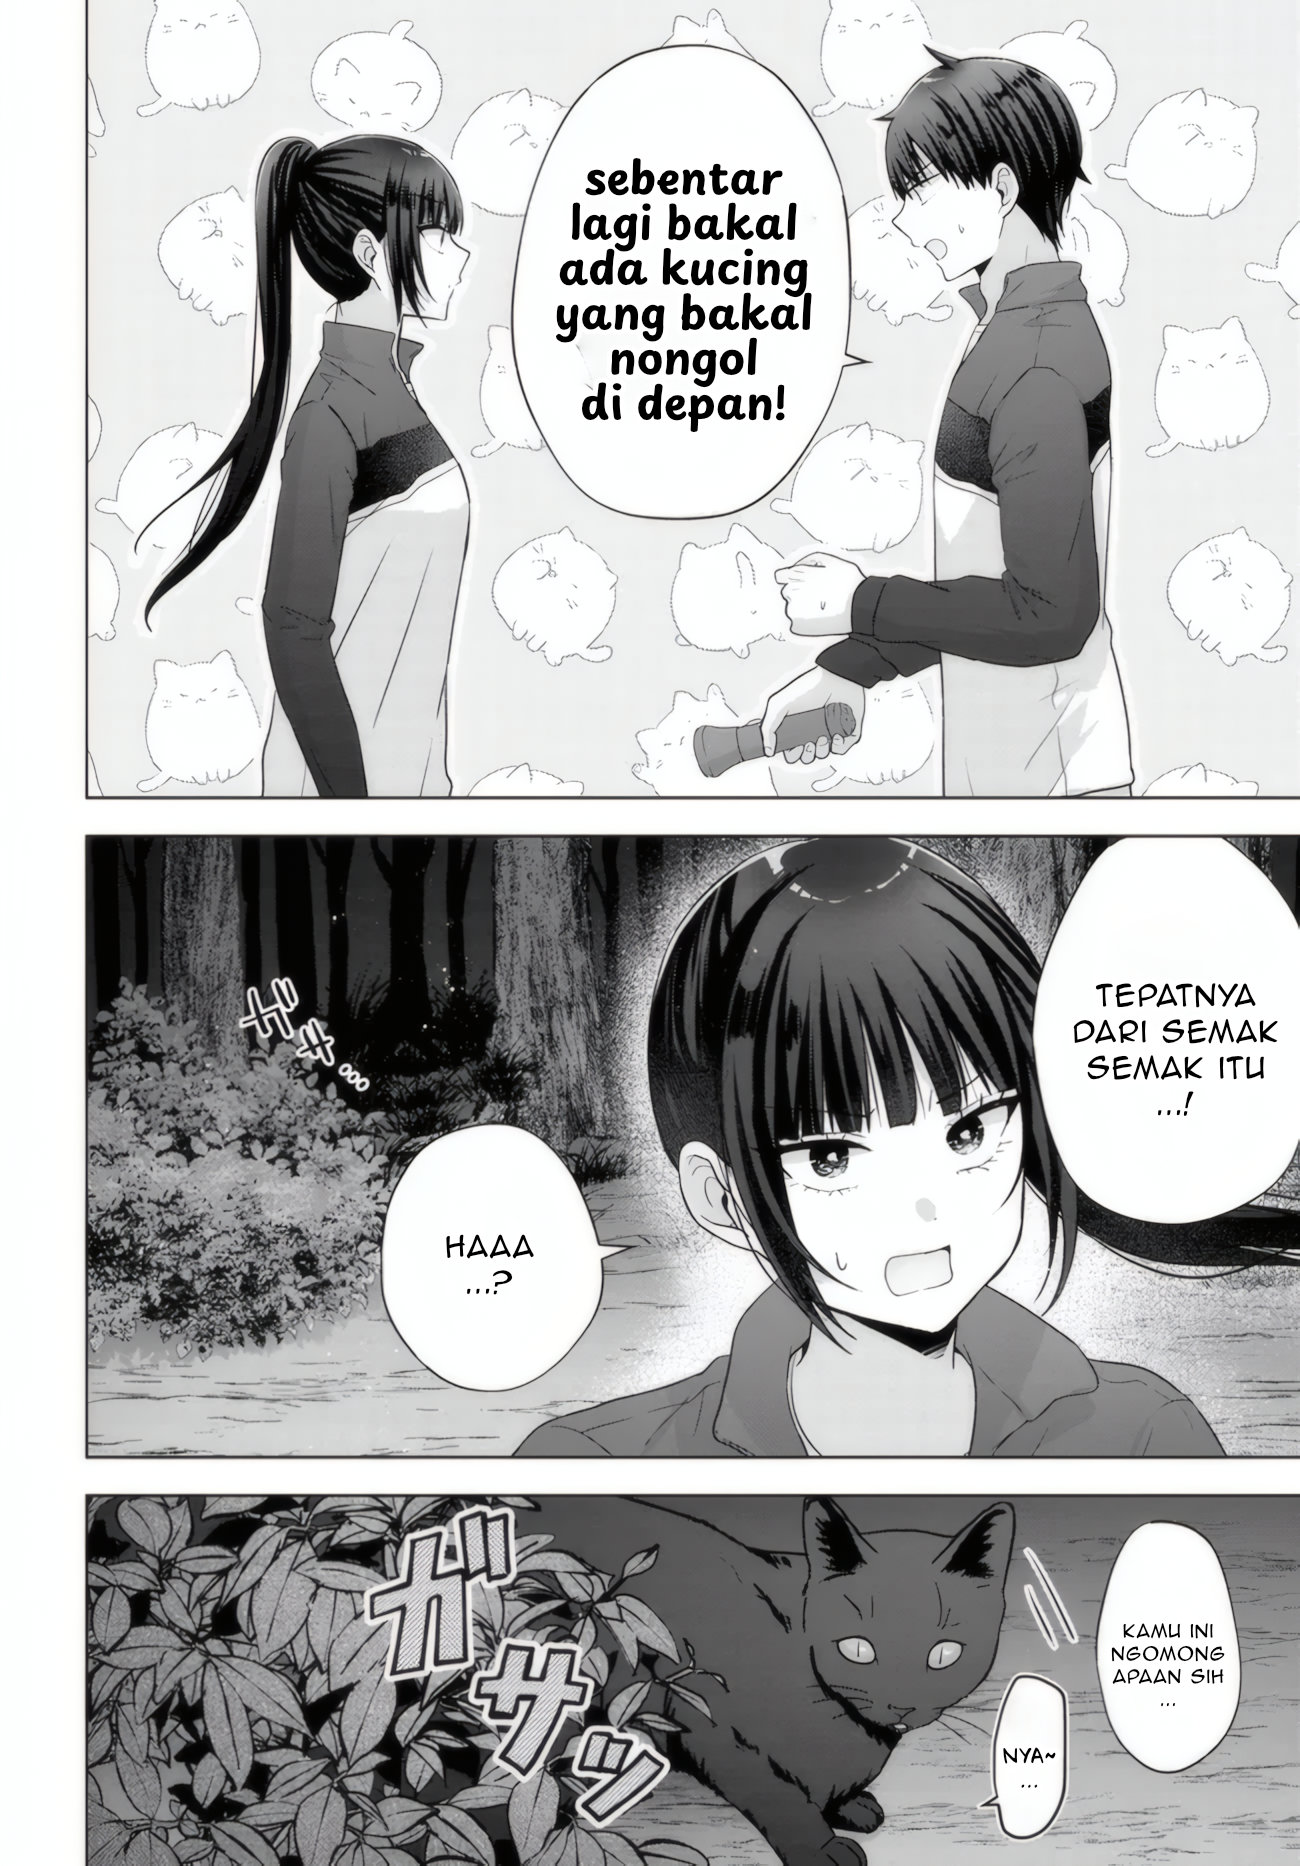 sebentar
lagi bakal
ada kucing
yang bakal
nongol
di depan!
TEPATNYA
DARI SEMAK
SEMAK ITU
...!
ガサ...
HAAA
...?
KAMU INI
NGOMONG
APAAN SIH
...
NYA~
...
ガサッ